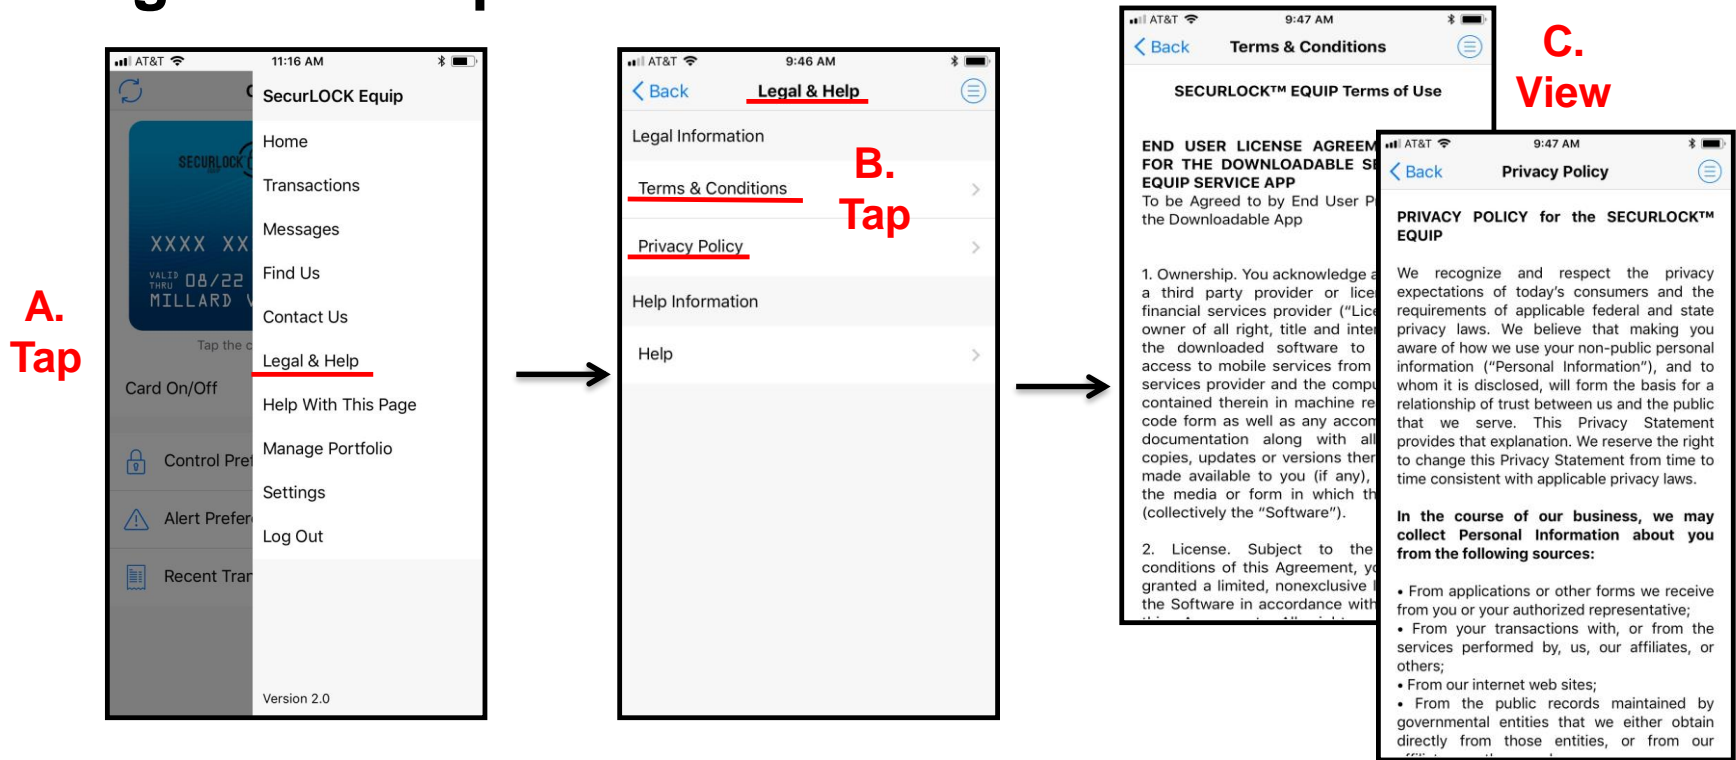 A.
Tap
AT&T 11:16 AM
SecurLOCK Equip
SECURLOCK
XXXX XX
VALID THRU 08/22
MILLARD
Tap the
Card On/Off
Control Pref
Alert Prefer
Recent Tran
Home
Transactions
Messages
Find Us
Contact Us
Legal & Help
Help With This Page
Manage Portfolio
Settings
Log Out
Version 2.0
AT&T 9:46 AM
Back Legal & Help
Legal Information
Terms & Conditions
Privacy Policy
Help Information
Help
B.
Tap
AT&T 9:47 AM
Back Terms & Conditions
SECURLOCK™ EQUIP Terms of Use
END USER LICENSE AGREEM
FOR THE DOWNLOADABLE SE
EQUIP SERVICE APP
To be Agreed to by End User P
the Downloadable App
1. Ownership. You acknowledge a
a third party provider or lice
financial services provider (“Lice
owner of all right, title and inter
the downloaded software to
access to mobile services from
services provider and the compu
contained therein in machine re
code form as well as any accom
documentation along with all
copies, updates or versions ther
made available to you (if any),
the media or form in which th
(collectively the “Software”).
2. License. Subject to the
conditions of this Agreement, yo
granted a limited, nonexclusive l
the Software in accordance with
C.
View
AT&T 9:47 AM
Back Privacy Policy
PRIVACY POLICY for the SECURLOCK™
EQUIP
We recognize and respect the privacy
expectations of today’s consumers and the
requirements of applicable federal and state
privacy laws. We believe that making you
aware of how we use your non-public personal
information (“Personal Information”), and to
whom it is disclosed, will form the basis for a
relationship of trust between us and the public
that we serve. This Privacy Statement
provides that explanation. We reserve the right
to change this Privacy Statement from time to
time consistent with applicable privacy laws.
In the course of our business, we may
collect Personal Information about you
from the following sources:
• From applications or other forms we receive
from you or your authorized representative;
• From your transactions with, or from the
services performed by, us, our affiliates, or
others;
• From our internet web sites;
• From the public records maintained by
governmental entities that we either obtain
directly from those entities, or from our